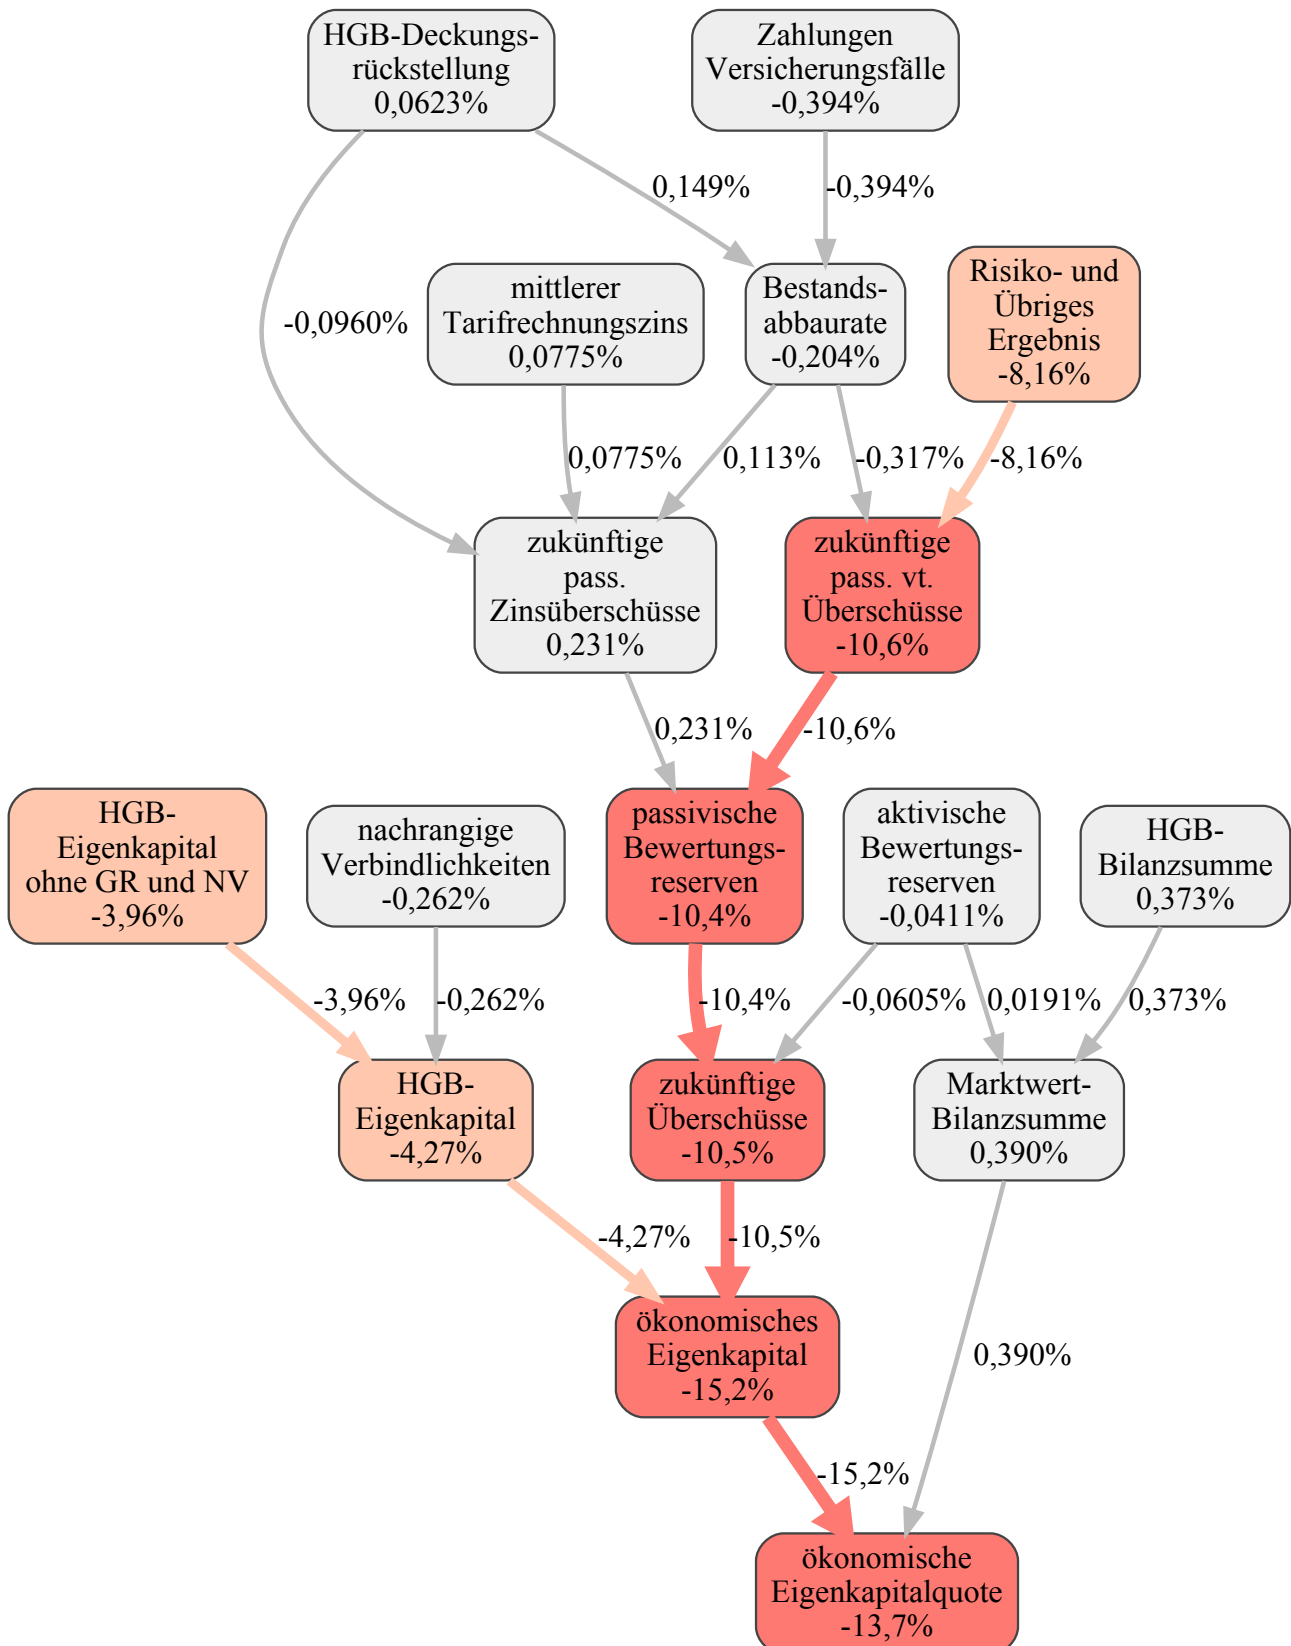 HGB-Deckungs-
rückstellung
0,0623%
Zahlungen
Versicherungsfälle
-0,394%
0,149%
-0,394%
-0,0960%
mittlerer
Tarifrechnungszins
0,0775%
Bestands-
abbaurate
-0,204%
Risiko- und
Übriges
Ergebnis
-8,16%
0,0775%
0,113%
-0,317%
-8,16%
zukünftige
pass.
Zinsüberschüsse
0,231%
zukünftige
pass. vt.
Überschüsse
-10,6%
0,231%
-10,6%
HGB-
Eigenkapital
ohne GR und NV
-3,96%
nachrangige
Verbindlichkeiten
-0,262%
passivische
Bewertungs-
reserven
-10,4%
aktivische
Bewertungs-
reserven
-0,0411%
HGB-
Bilanzsumme
0,373%
-3,96%
-0,262%
-10,4%
-0,0605%
0,0191%
0,373%
HGB-
Eigenkapital
-4,27%
zukünftige
Überschüsse
-10,5%
Marktwert-
Bilanzsumme
0,390%
-4,27%
-10,5%
ökonomisches
Eigenkapital
-15,2%
0,390%
-15,2%
ökonomische
Eigenkapitalquote
-13,7%